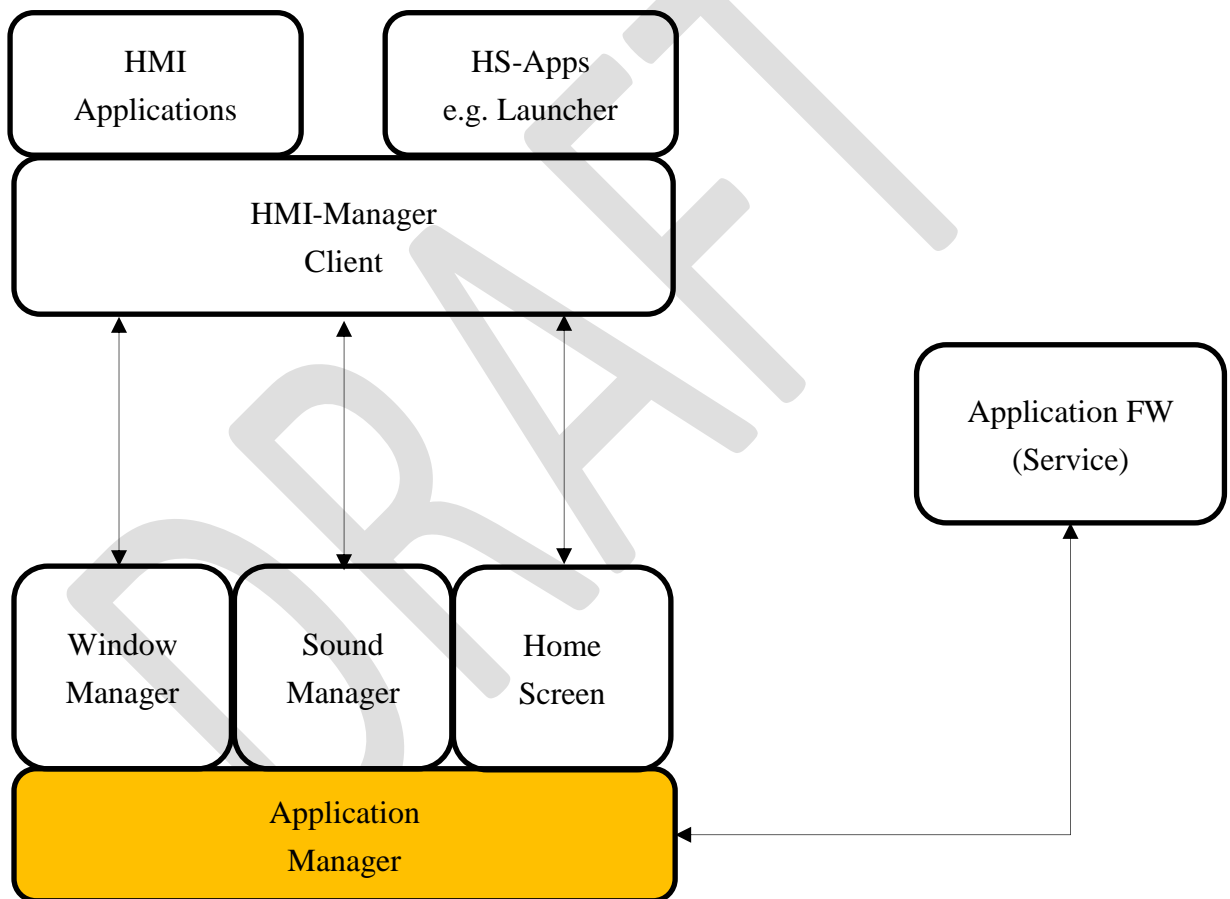 HMI
Applications
HS-Apps
e.g. Launcher
HMI-Manager
Client
Application FW
(Service)
Window
Manager
Sound
Manager
Home
Screen
Application
Manager
DRAFT